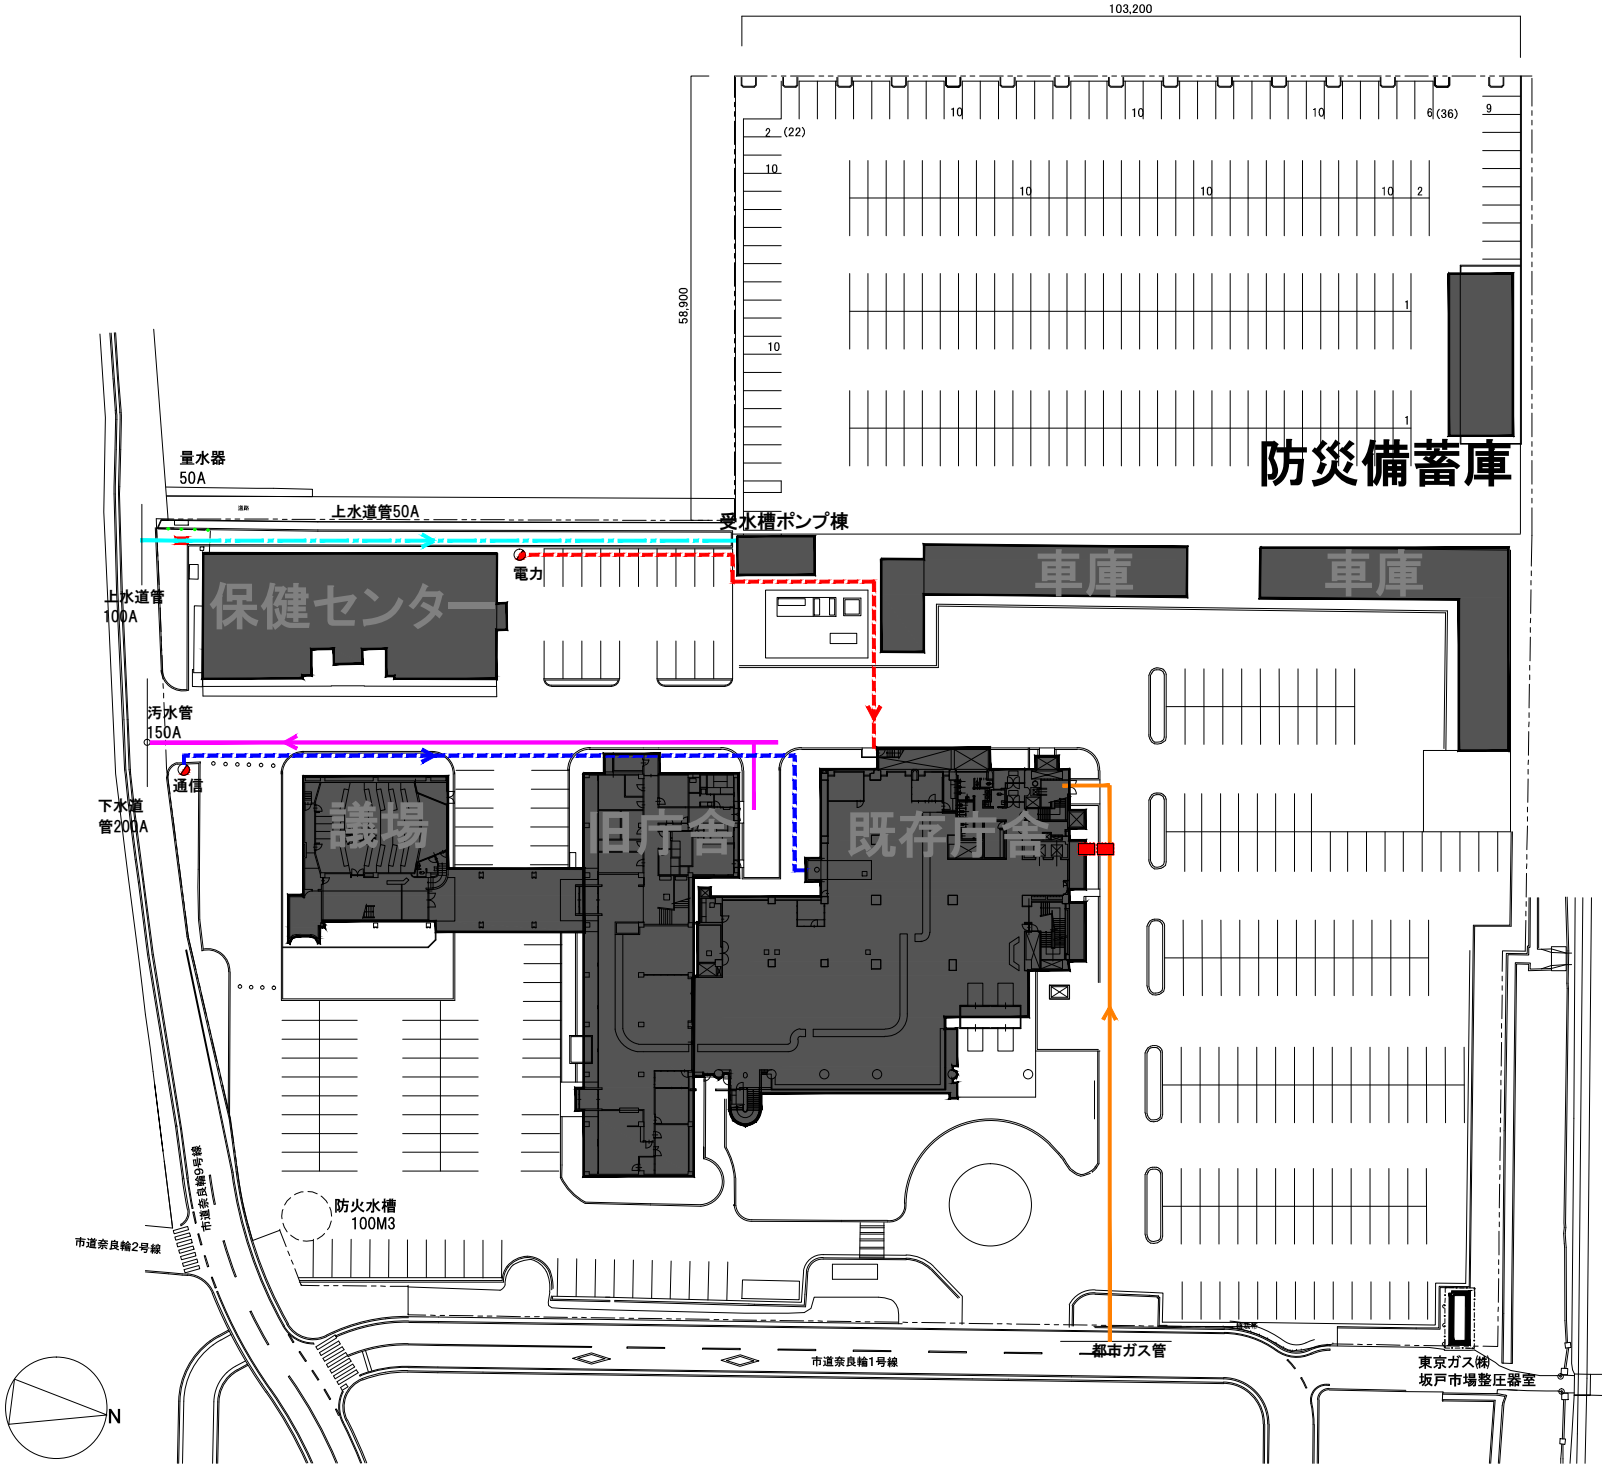 103,200
10
10
10
6
(36)
9
2
(22)
10
10
10
10
2
58,900
1
10
1
防災備蓄庫
量水器
50A
道路
上水道管50A
受水槽ポンプ棟
電力
車庫
車庫
保健センター
上水道管
100A
汚水管
150A
通信
下水道
管200A
議場
旧庁舎
既存庁舎
市道奈良輪9号線
防火水槽
100M3
市道奈良輪2号線
都市ガス管
市道奈良輪1号線
東京ガス㈱
坂戸市場整圧器室
N